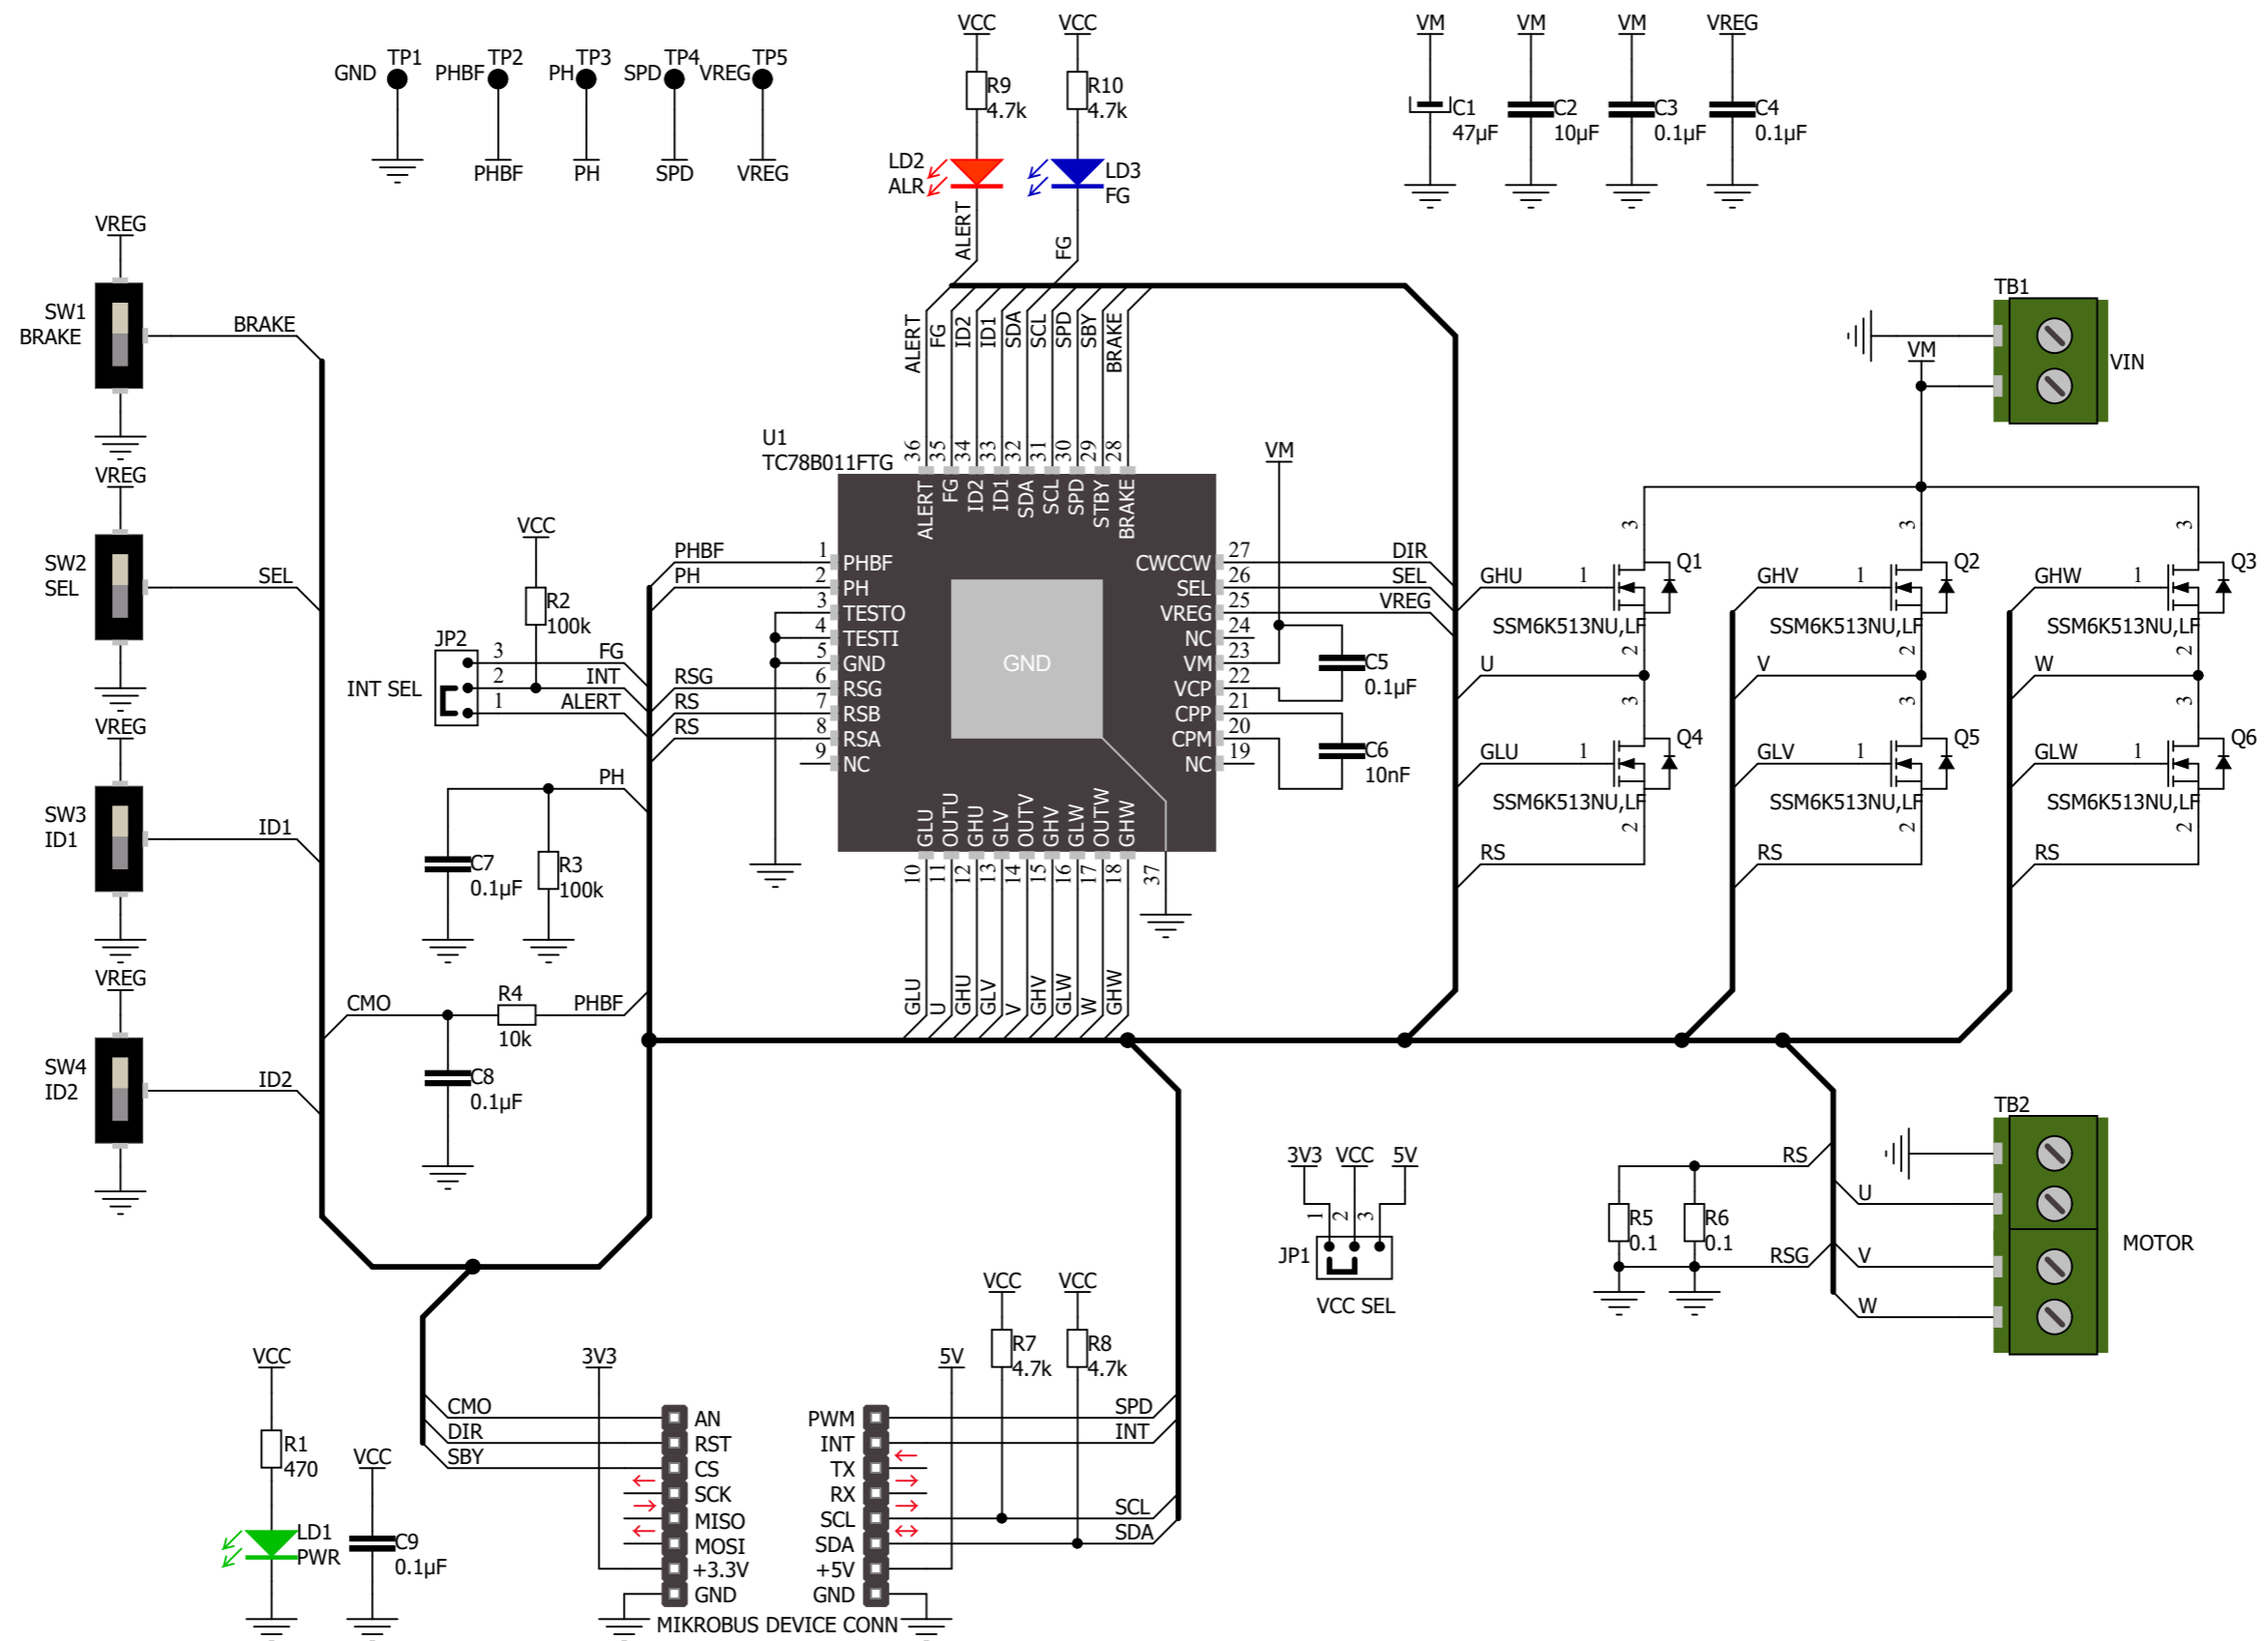 VCC
VCC
VM
VM
VM
VREG
GND
TP1
PHBF
TP2
PH
TP3
SPD
TP4
VREG
TP5
PHBF
PH
SPD
VREG
R9
4.7k
R10
4.7k
LD2
ALR
LD3
FG
ALERT
FG
C1
47µF
C2
10µF
C3
0.1µF
C4
0.1µF
VREG
SW1
BRAKE
BRAKE
VREG
SW2
SEL
SEL
VREG
SW3
ID1
ID1
VREG
SW4
ID2
ID2
ALERT
FG
ID2
ID1
SDA
SCL
SPD
SBY
BRAKE
U1
TC78B011FTG
36
35
34
33
32
31
30
29
28
ALERT
FG
ID2
ID1
SDA
SCL
SPD
STBY
BRAKE
PHBF 1 PHBF
PH 2 PH
3 TESTO
4 TESTI
5 GND
RSG 6 RSG
RS 7 RSB
RS 8 RSA
9 NC
GND
CWCCW 27 DIR
SEL 26 SEL
VREG 25 VREG
NC 24
VM 23
VCP 22
CPP 21
CPM 20
NC 19
VM
C5
0.1µF
C6
10nF
GLU
OUTU
GHU
GLV
OUTV
GHV
GLW
OUTW
GHW
10
11
12
13
14
15
16
17
18
37
GLU
U
GHU
GLV
V
GHV
GLW
W
GHW
VCC
R2
100k
JP2
INT SEL
3 FG
2 INT
1 ALERT
PH
C7
0.1µF
R3
100k
CMO
R4
10k
PHBF
C8
0.1µF
TB1
VIN
VM
3
GHU 1
Q1
SSM6K513NU,LF
2
U
3
GLU 1
Q4
SSM6K513NU,LF
2
RS
3
GHV 1
Q2
SSM6K513NU,LF
2
V
3
GLV 1
Q5
SSM6K513NU,LF
2
RS
3
GHW 1
Q3
SSM6K513NU,LF
2
W
3
GLW 1
Q6
SSM6K513NU,LF
2
RS
TB2
MOTOR
RS
U
R5
0.1
R6
0.1
RSG
V
W
3V3
VCC
5V
1
2
3
JP1
VCC SEL
VCC
R7
4.7k
VCC
R8
4.7k
VCC
R1
470
LD1
PWR
VCC
C9
0.1µF
3V3
5V
CMO AN
DIR RST
SBY CS
SCK
MISO
MOSI
+3.3V
GND
PWM SPD
INT INT
TX
RX
SCL SCL
SDA SDA
+5V
GND
MIKROBUS DEVICE CONN